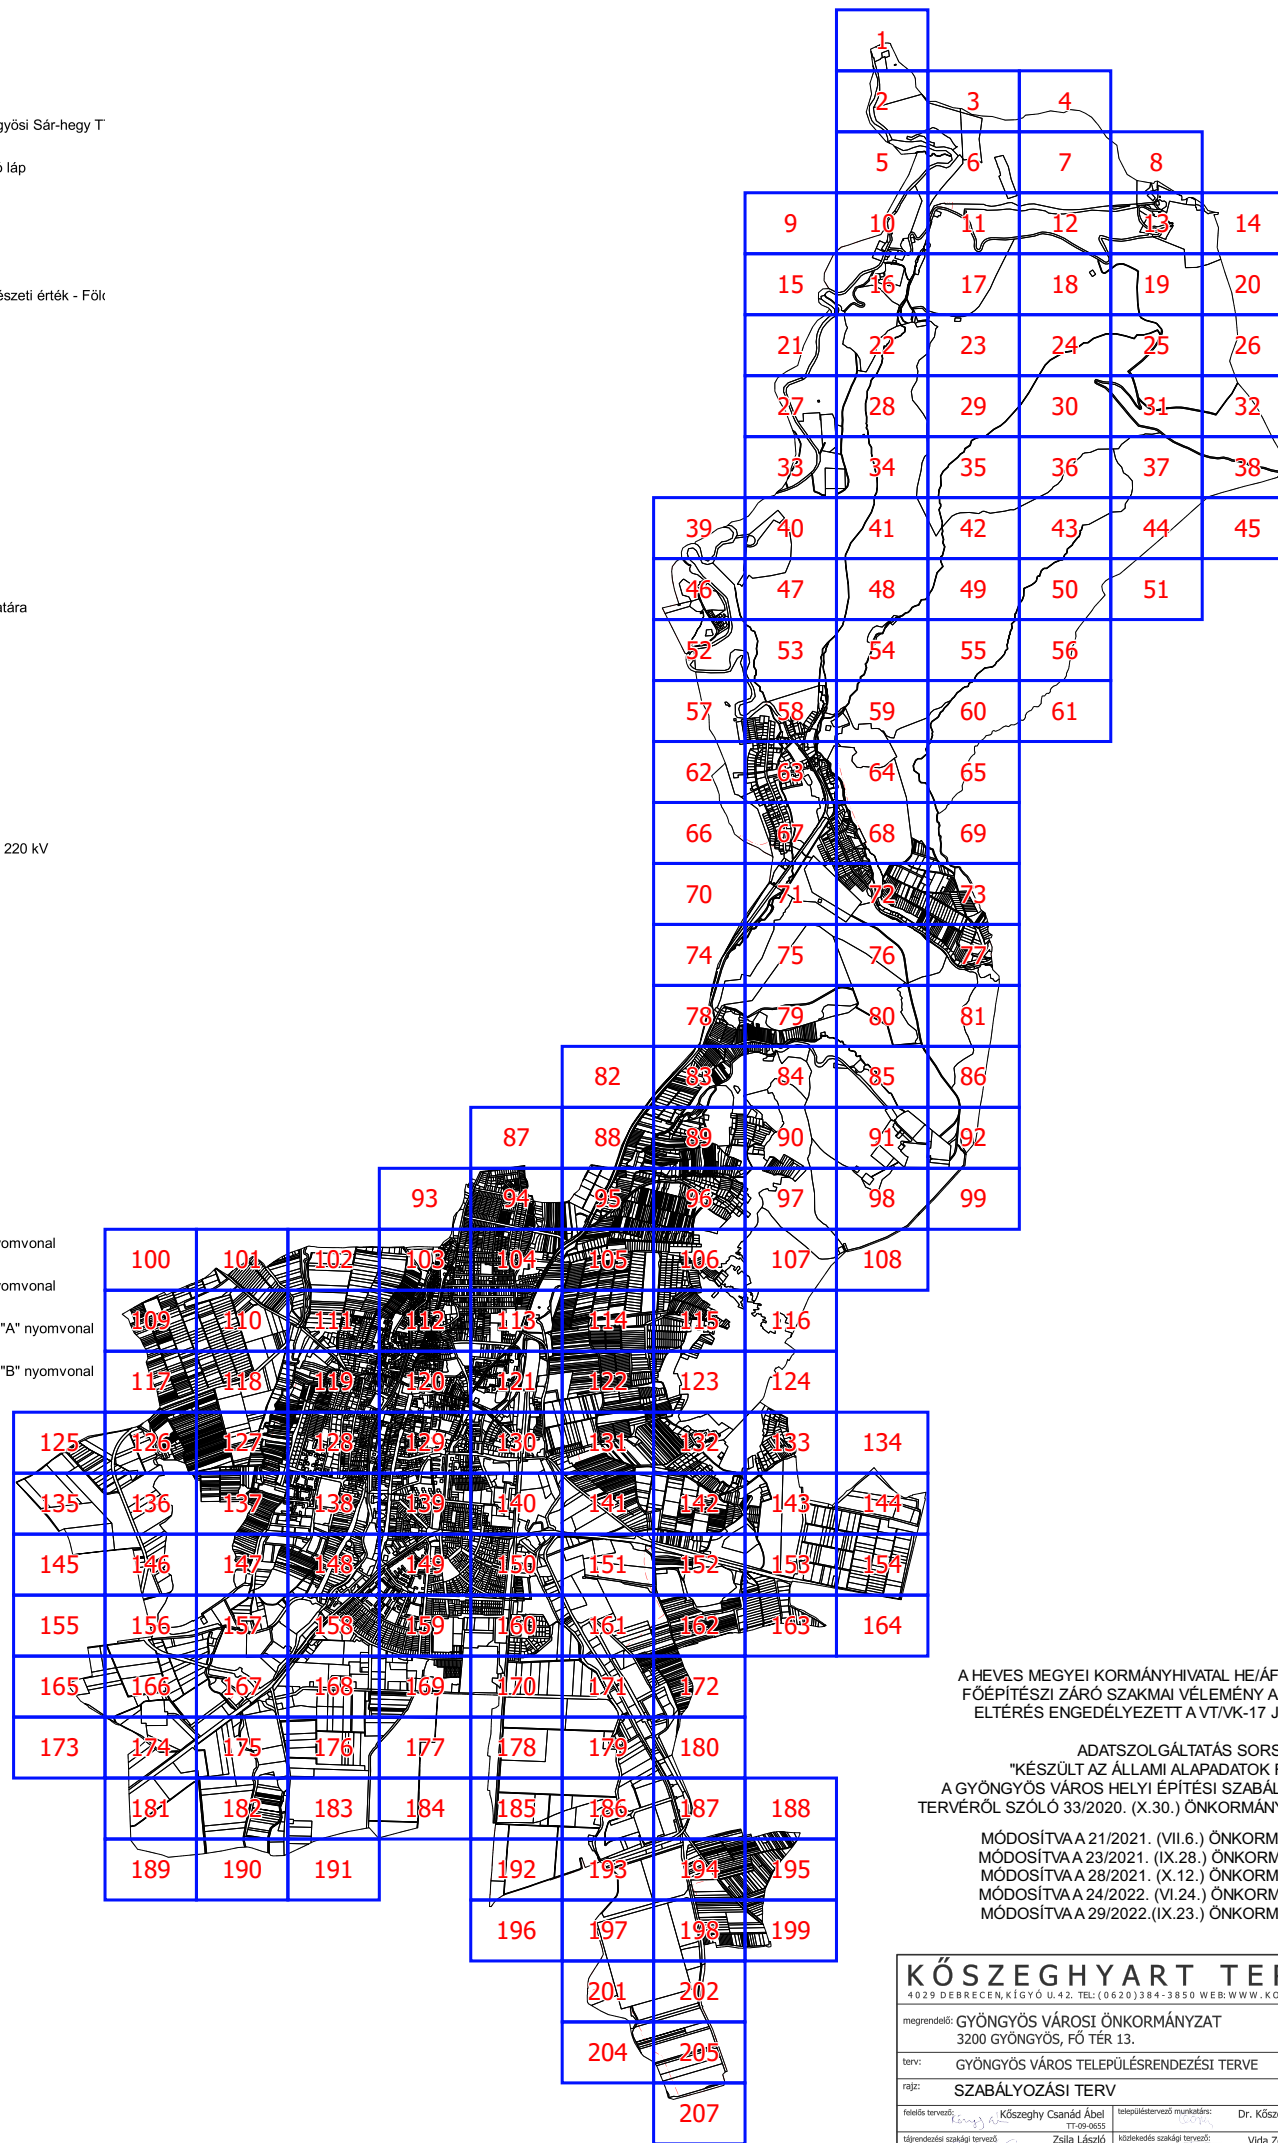 1
2 3 4
gyösi Sár-hegy T
ó láp
5 6 7 8
9 10 11 12 13 14
15 16 17 18 19 20
észeti érték - Föl
21 22 23 24 25 26
27 28 29 30 31 32
33 34 35 36 37 38
39 40 41 42 43 44 45
46 47 48 49 50 51
atára
52 53 54 55 56
57 58 59 60 61
62 63 64 65
66 67 68 69
220 kV
70 71 72 73
74 75 76 77
78 79 80 81
82 83 84 85 86
87 88 89 90 91 92
93 94 95 96 97 98 99
yomvonal
100 101 102 103 104 105 106 107 108
yomvonal
109 110 111 112 113 114 115 116
"A" nyomvonal
"B" nyomvonal
117 118 119 120 121 122 123 124
125 126 127 128 129 130 131 132 133 134
135 136 137 138 139 140 141 142 143 144
145 146 147 148 149 150 151 152 153 154
155 156 157 158 159 160 161 162 163 164
165 166 167 168 169 170 171 172
173 174 175 176 177 178 179 180
181 182 183 184 185 186 187 188
189 190 191 192 193 194 195
196 197 198 199
201 202
204 205
207
A HEVES MEGYEI KORMÁNYHIVATAL HE/ÁF
FŐÉPÍTÉSZI ZÁRÓ SZAKMAI VÉLEMÉNY A
ELTÉRÉS ENGEDÉLYEZETT A VT/VK-17 J
ADATSZOLGÁLTATÁS SORS
"KÉSZÜLT AZ ÁLLAMI ALAPADATOK
A GYÖNGYÖS VÁROS HELYI ÉPÍTÉSI SZABÁL
TERVÉRŐL SZÓLÓ 33/2020. (X.30.) ÖNKORMÁNY
MÓDOSÍTVA A 21/2021. (VII.6.) ÖNKORM
MÓDOSÍTVA A 23/2021. (IX.28.) ÖNKORM
MÓDOSÍTVA A 28/2021. (X.12.) ÖNKORM
MÓDOSÍTVA A 24/2022. (VI.24.) ÖNKORM
MÓDOSÍTVA A 29/2022.(IX.23.) ÖNKORM
KŐSZEGHYART TE
4029 DEBRECEN,KÍGYÓ U.42. TEL:(0620)384-3850 WEB:WWW.KO
megrendelő: GYÖNGYÖS VÁROSI ÖNKORMÁNYZAT
3200 GYÖNGYÖS, FŐ TÉR 13.
terv: GYÖNGYÖS VÁROS TELEPÜLÉSRENDEZÉSI TERVE
rajz: SZABÁLYOZÁSI TERV
felelős tervező: Kőszeghy Csanád Ábel településtervező munkatárs: Dr. Kősze
TT-09-0655
tájrendezési szakági tervező Zsila László közlekedés szakági tervező: Vida Z